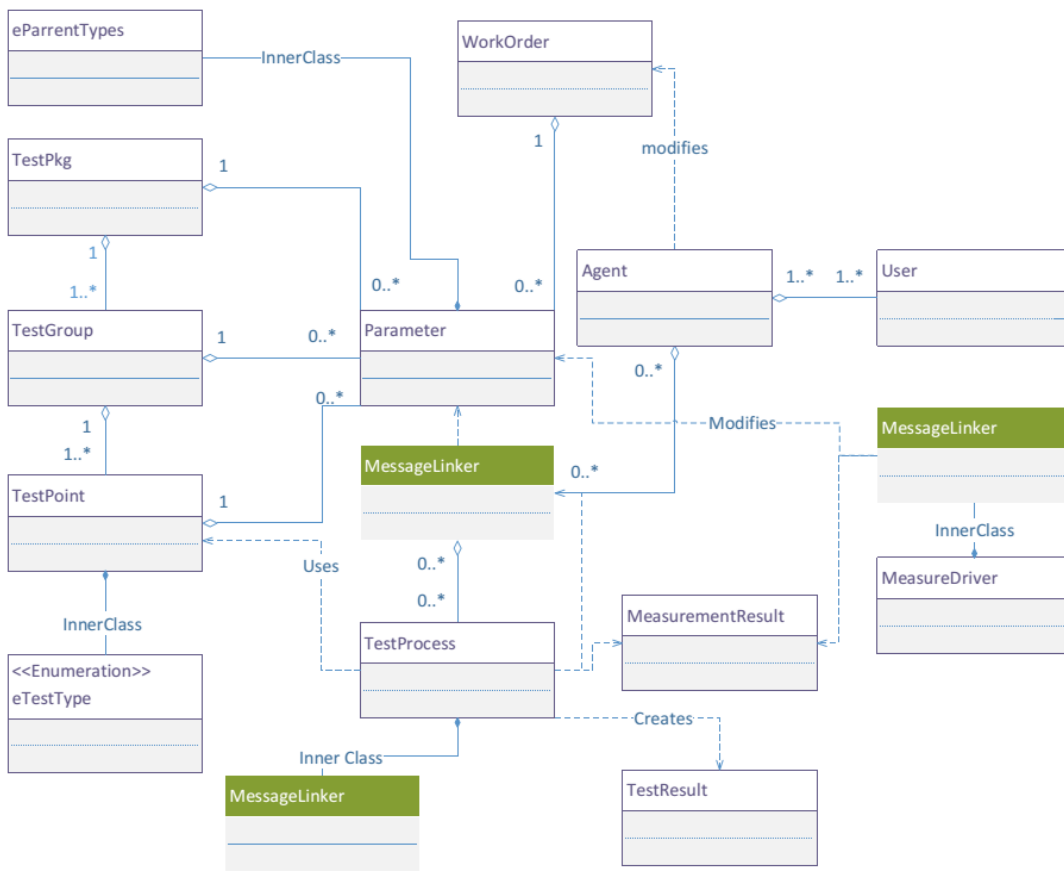 eParrentTypes
InnerClass
WorkOrder
1
modifies
TestPkg
1
1
1..*
0..*
0..*
Agent
1..*
1..*
User
TestGroup
1
0..*
Parameter
0..*
0..*
Modifies
1
1..*
MessageLinker
MessageLinker
0..*
TestPoint
1
InnerClass
Uses
0..*
0..*
MeasureDriver
InnerClass
MeasurementResult
TestProcess
<<Enumeration>>
eTestType
Creates
Inner Class
MessageLinker
TestResult